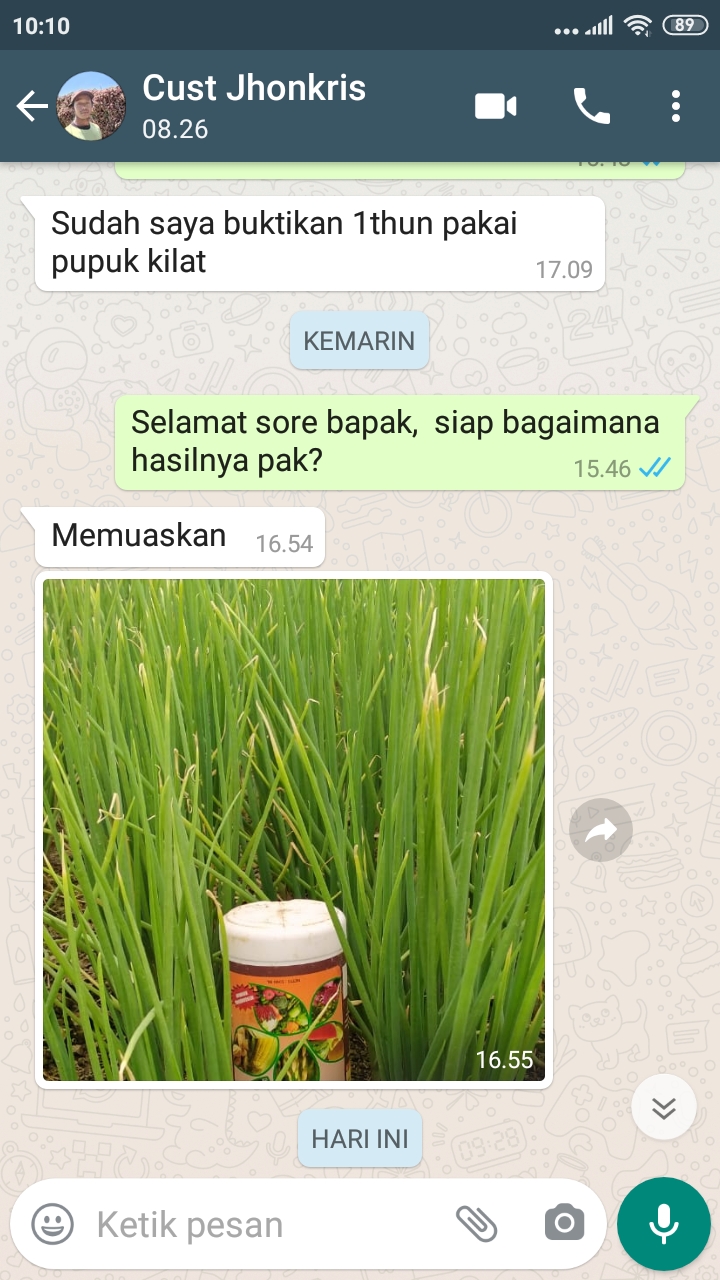 10:10
89
Cust Jhonkris
08.26
Sudah saya buktikan 1thun pakai
pupuk kilat
17.09
KEMARIN
Selamat sore bapak,  siap bagaimana
hasilnya pak?
15.46
Memuaskan
16.54
16.55
HARI INI
Ketik pesan